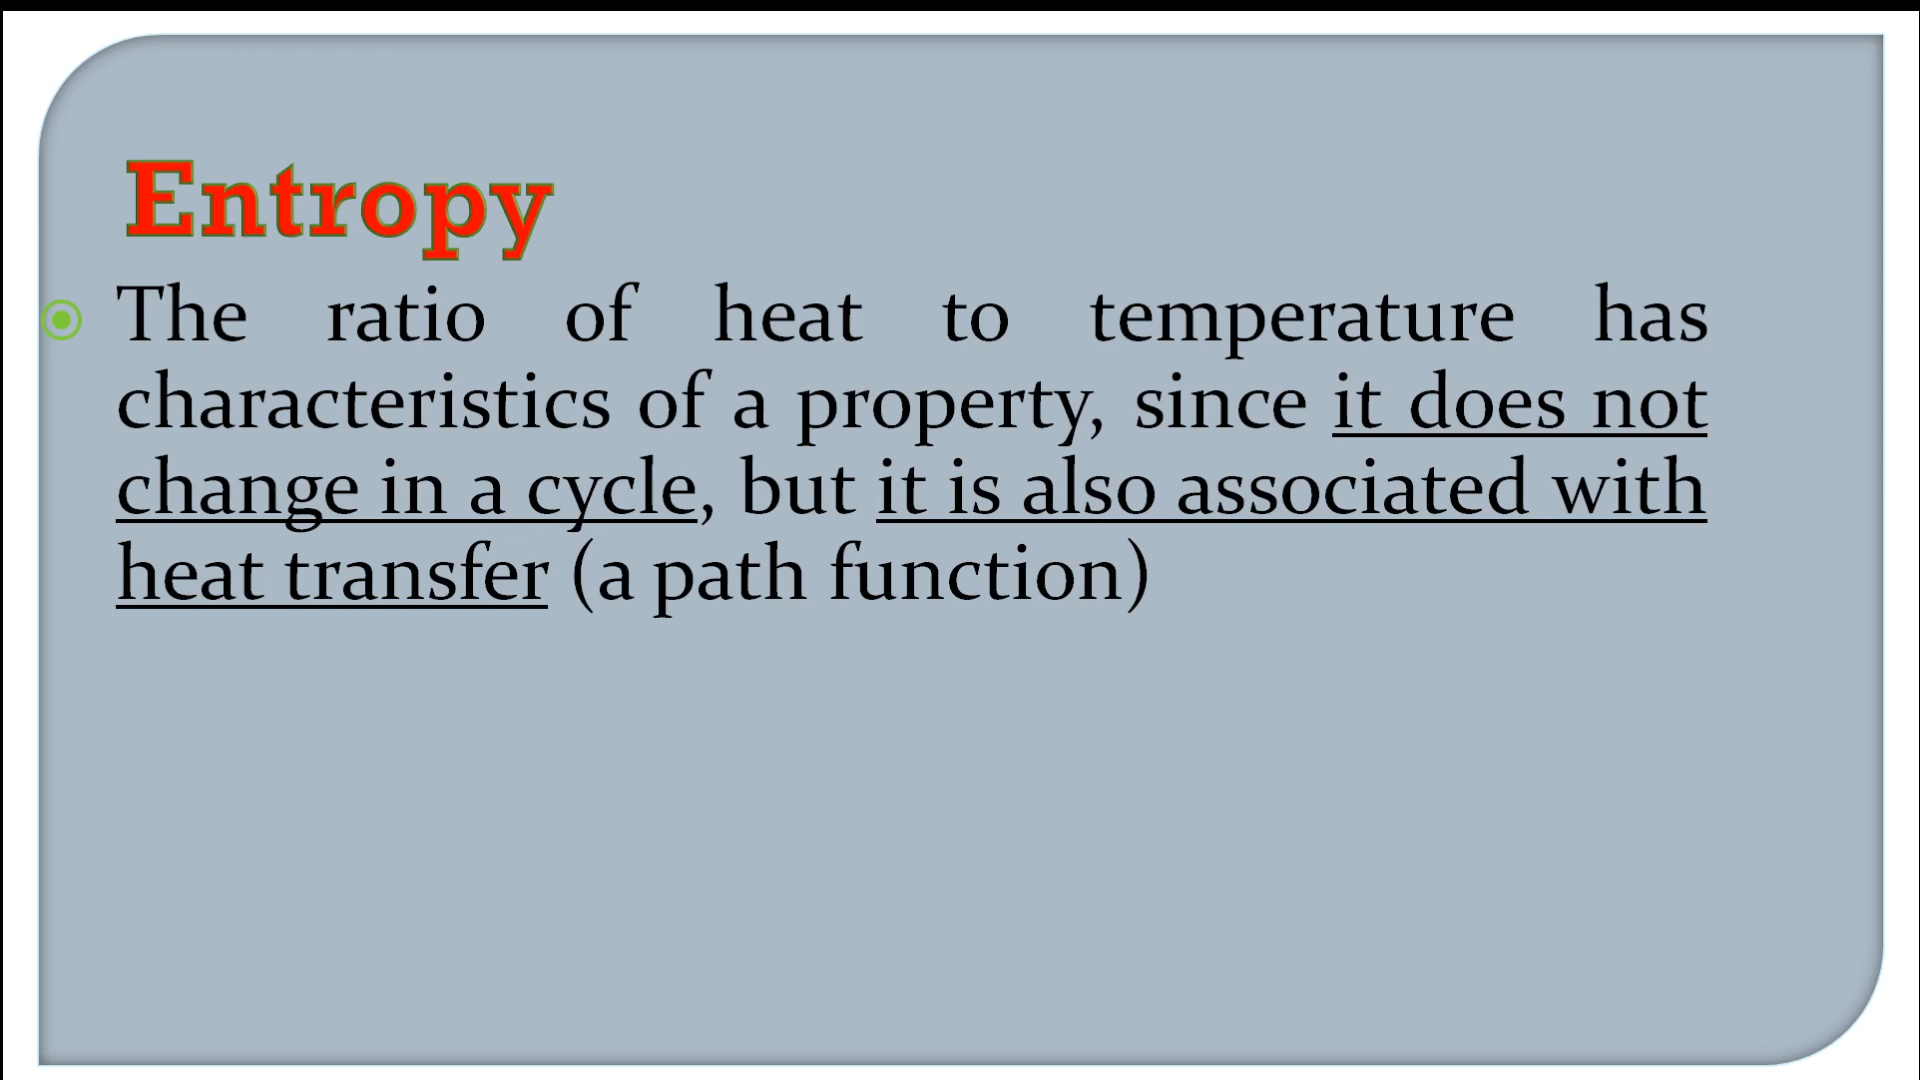 Entropy
The ratio of heat to temperature has
characteristics of a property, since it does not
change in a cycle, but it is also associated with
heat transfer (a path function)